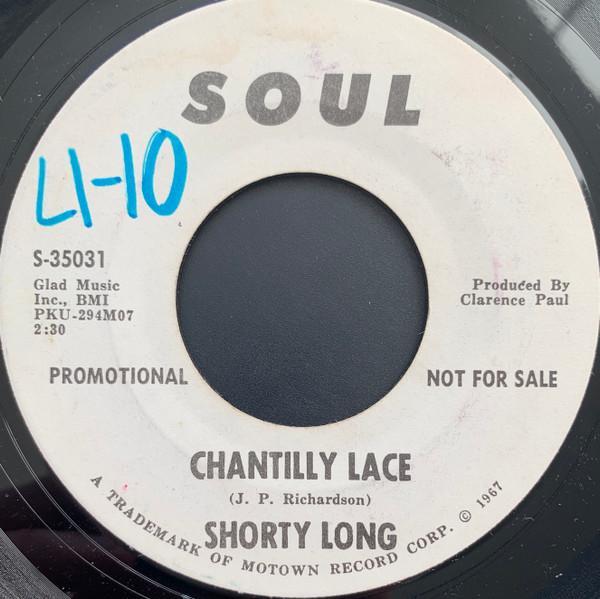 SOUL
LI-10
S-35031
Glad Music
Inc., BMI
PKU-294M07
2:30
Produced By
Clarence Paul
PROMOTIONAL
NOT FOR SALE
CHANTILLY LACE
(J. P. Richardson)
SHORTY LONG
A TRADEMARK OF MOTOWN RECORD CORP. © 1967